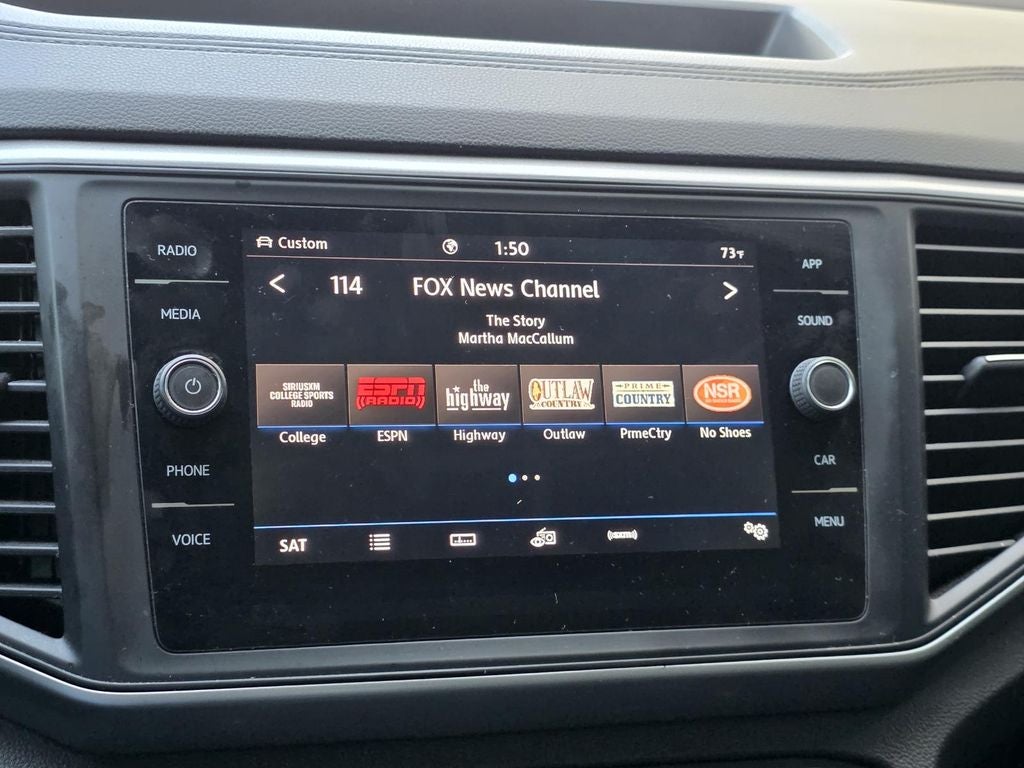 RADIO
MEDIA
PHONE
VOICE
Custom
1:50
73°F
< 114 FOX News Channel >
The Story
Martha MacCallum
SIRIUSXM
COLLEGE SPORTS
RADIO
ESPN
((RADIO))
the
highway
OUTLAW
COUNTRY
PRIME
COUNTRY
NSR
College ESPN Highway Outlaw PrmeCtry No Shoes
SAT
APP
SOUND
CAR
MENU